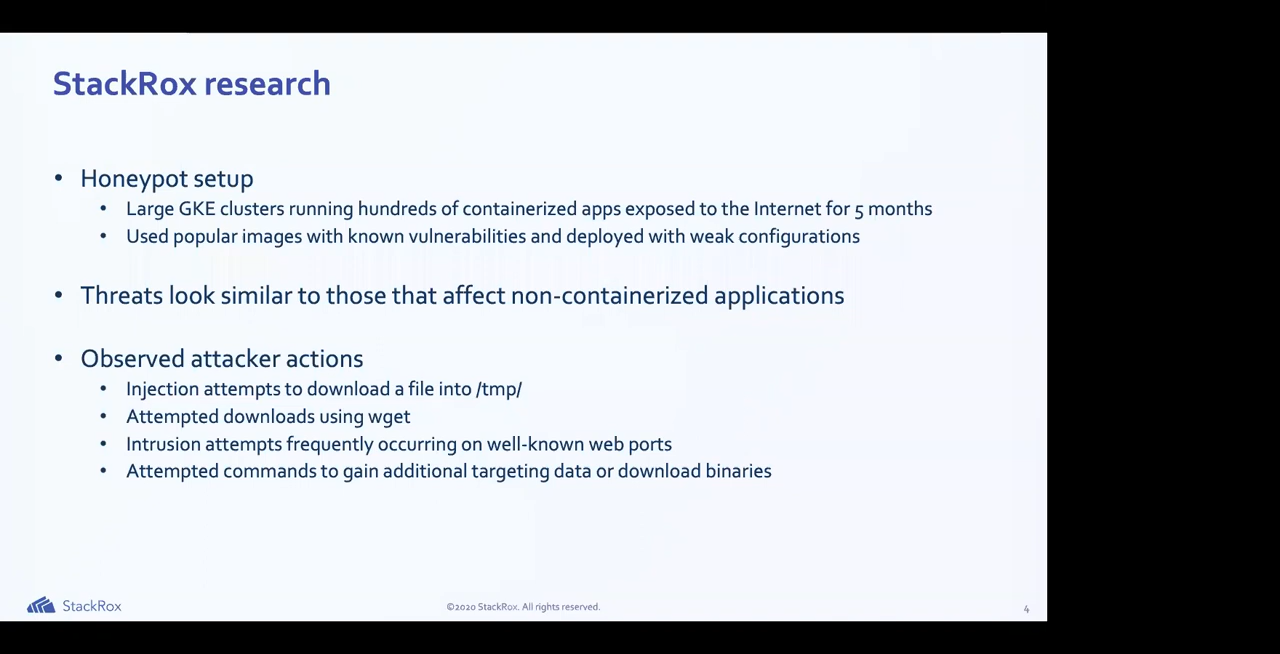 StackRox research
• Honeypot setup
• Large GKE clusters running hundreds of containerized apps exposed to the Internet for 5 months
• Used popular images with known vulnerabilities and deployed with weak configurations
• Threats look similar to those that affect non-containerized applications
• Observed attacker actions
• Injection attempts to download a file into /tmp/
• Attempted downloads using wget
• Intrusion attempts frequently occurring on well-known web ports
• Attempted commands to gain additional targeting data or download binaries
StackRox
©2020 StackRox. All rights reserved.
4